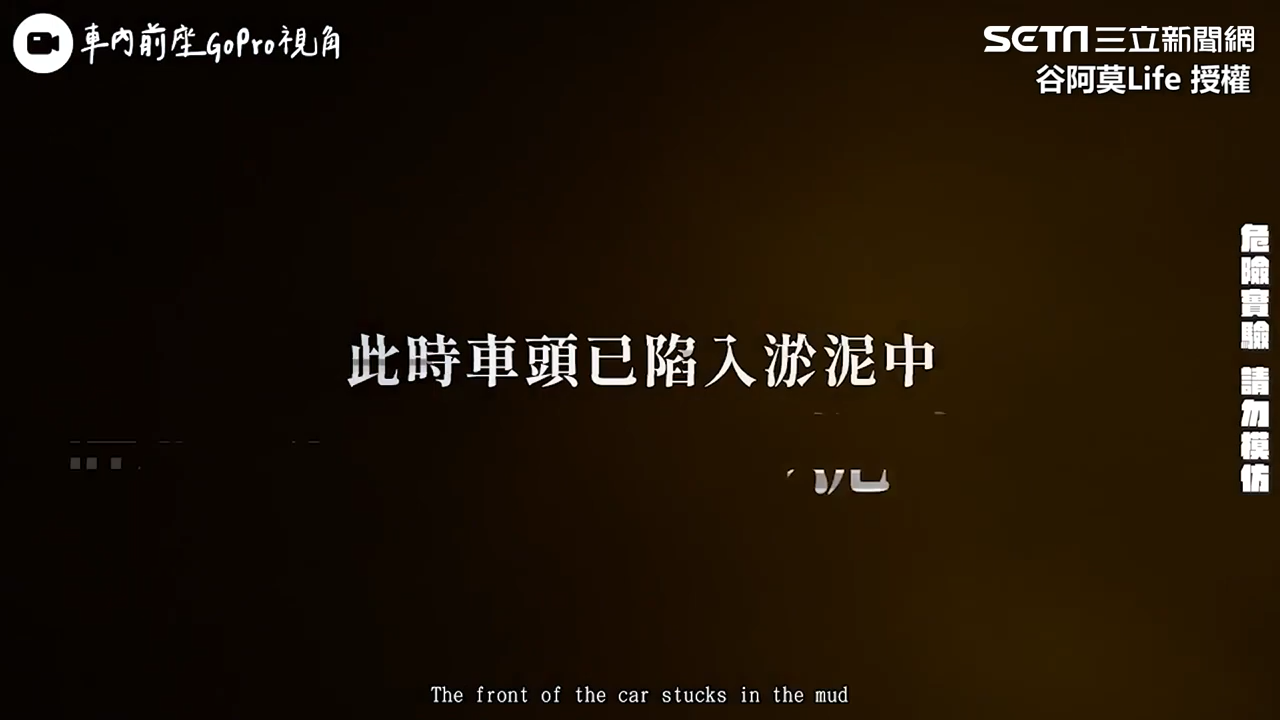 車內前座GoPro視角
SETN三立新聞網
谷阿莫Life 授權
此時車頭已陷入淤泥中
危險實驗 請勿模仿
The front of the car stucks in the mud